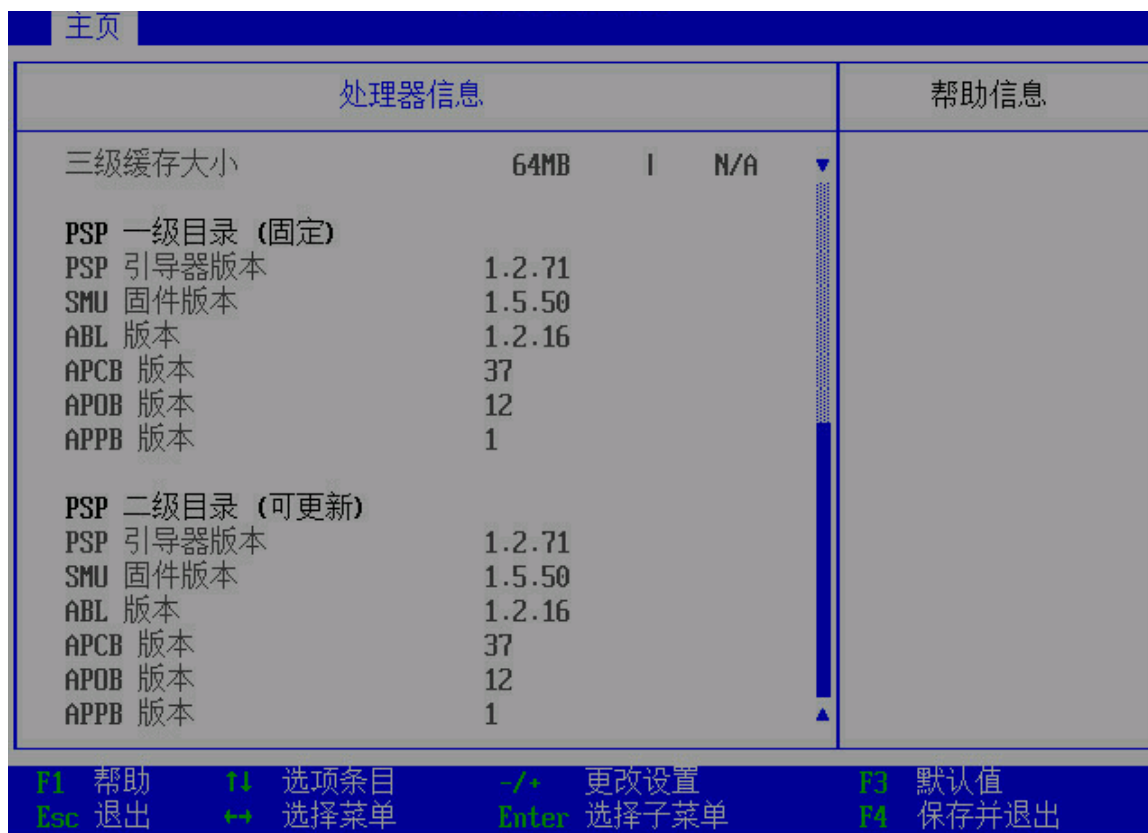 主页
处理器信息
帮助信息
三级缓存大小 64MB | N/A
PSP 一级目录 (固定)
PSP 引导器版本 1.2.71
SMU 固件版本 1.5.50
ABL 版本 1.2.16
APCB 版本 37
APOB 版本 12
APPB 版本 1
PSP 二级目录 (可更新)
PSP 引导器版本 1.2.71
SMU 固件版本 1.5.50
ABL 版本 1.2.16
APCB 版本 37
APOB 版本 12
APPB 版本 1
F1 帮助 ↑↓ 选项条目 -/+ 更改设置 F3 默认值
Esc 退出 ←→ 选择菜单 Enter 选择子菜单 F4 保存并退出